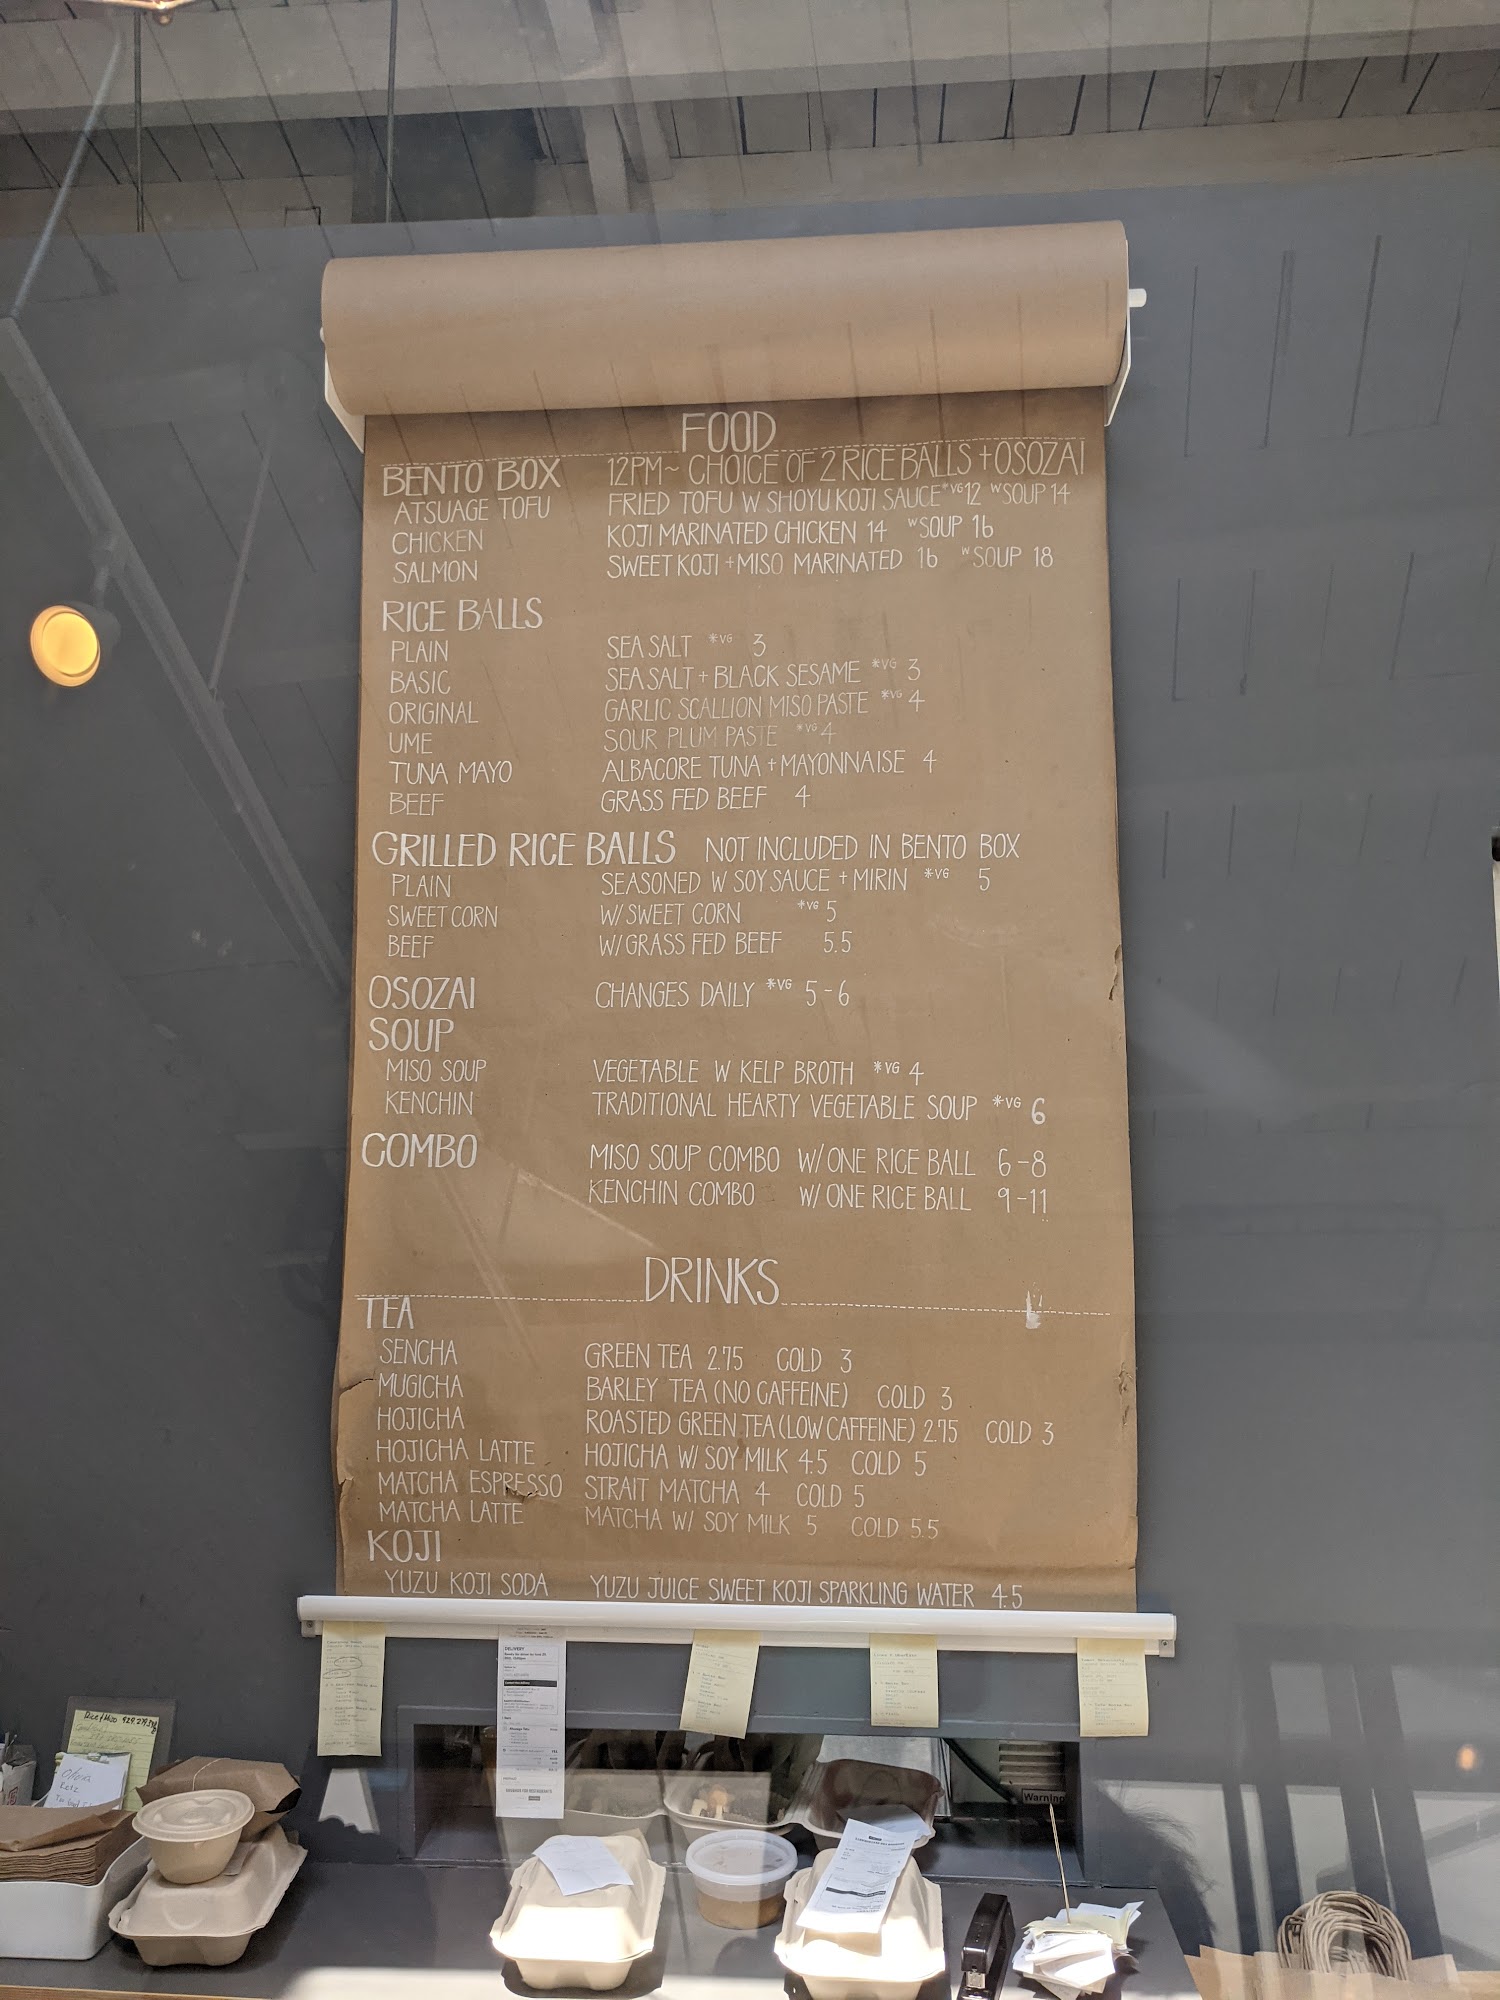 FOOD
BENTO BOX 12PM~ CHOICE OF 2 RICE BALLS + OSOZAI
ATSUAGE TOFU FRIED TOFU W SHOYU KOJI SAUCE *VG 12 W SOUP 14
CHICKEN KOJI MARINATED CHICKEN 14 W SOUP 16
SALMON SWEET KOJI + MISO MARINATED 16 W SOUP 18
RICE BALLS
PLAIN SEA SALT *VG 3
BASIC SEA SALT + BLACK SESAME *VG 3
ORIGINAL GARLIC SCALLION MISO PASTE *VG 4
UME SOUR PLUM PASTE *VG 4
TUNA MAYO ALBACORE TUNA + MAYONNAISE 4
BEEF GRASS FED BEEF 4
GRILLED RICE BALLS NOT INCLUDED IN BENTO BOX
PLAIN SEASONED W SOY SAUCE + MIRIN *VG 5
SWEET CORN W/ SWEET CORN *VG 5
BEEF W/ GRASS FED BEEF 5.5
OSOZAI CHANGES DAILY *VG 5-6
SOUP
MISO SOUP VEGETABLE W KELP BROTH *VG 4
KENCHIN TRADITIONAL HEARTY VEGETABLE SOUP *VG 6
COMBO MISO SOUP COMBO W/ ONE RICE BALL 6-8
KENCHIN COMBO W/ ONE RICE BALL 9-11
DRINKS
TEA
SENCHA GREEN TEA 2.75 COLD 3
MUGICHA BARLEY TEA (NO CAFFEINE) COLD 3
HOJICHA ROASTED GREEN TEA (LOW CAFFEINE) 2.75 COLD 3
HOJICHA LATTE HOJICHA W/ SOY MILK 4.5 COLD 5
MATCHA ESPRESSO STRAIT MATCHA 4 COLD 5
MATCHA LATTE MATCHA W/ SOY MILK 5 COLD 5.5
KOJI
YUZU KOJI SODA YUZU JUICE SWEET KOJI SPARKLING WATER 4.5
DELIVERY
Rice & Miso
Warning